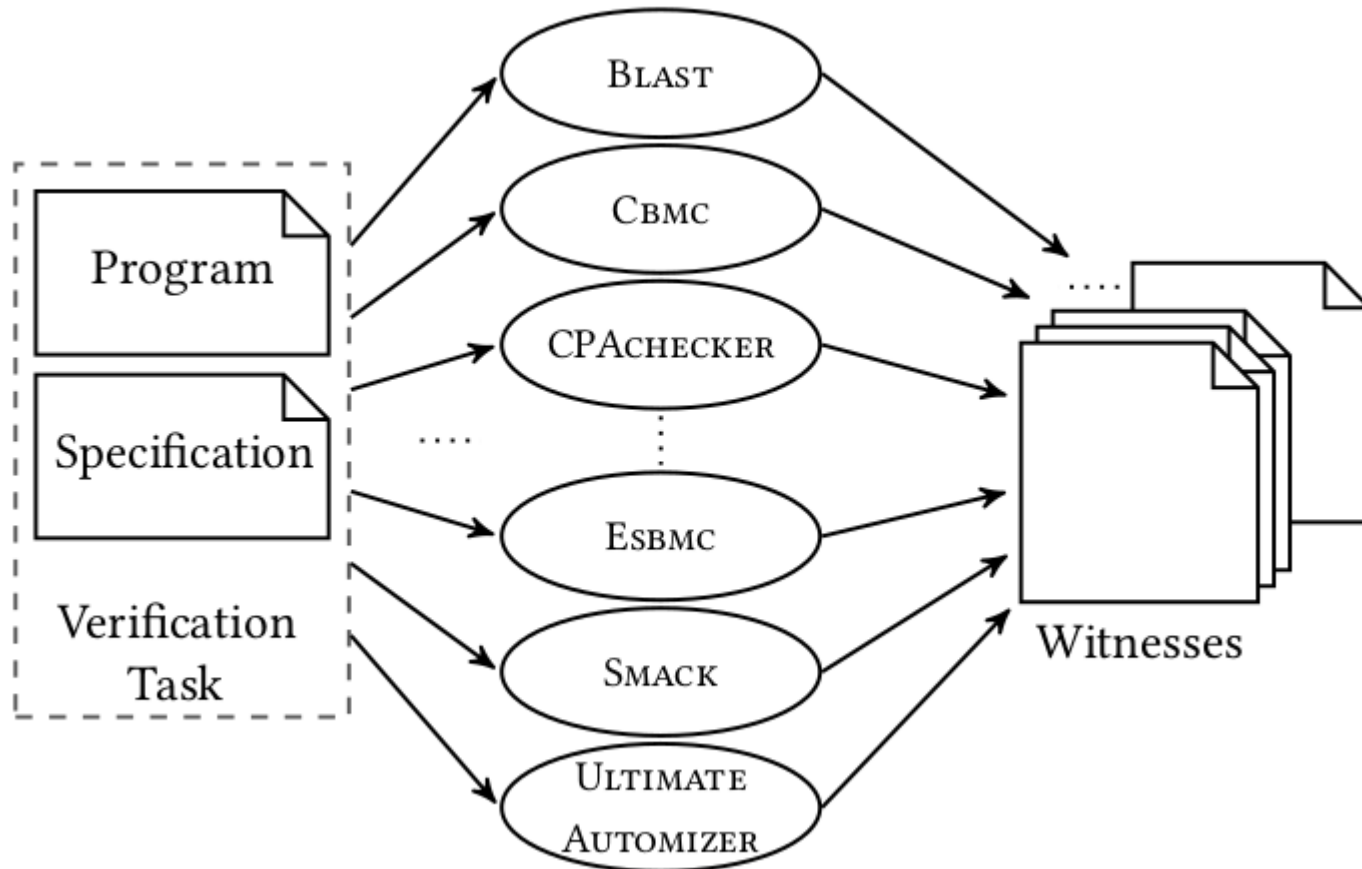 Program
Specification
Verification
Task
BLAST
CBMC
CPACHECKER
ESBMC
SMACK
ULTIMATE
AUTOMIZER
Witnesses